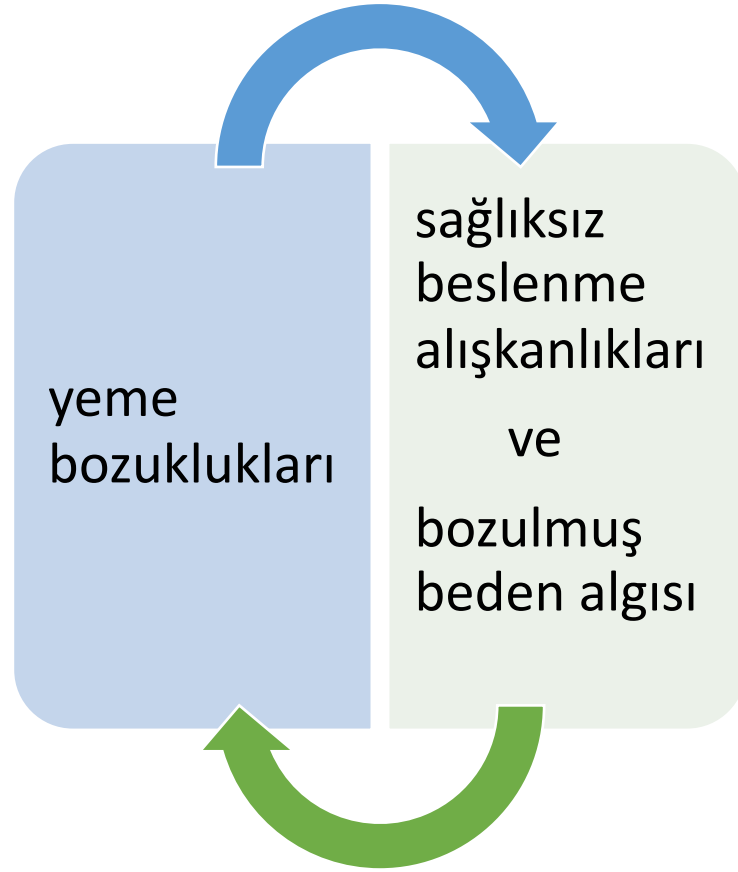 yeme
bozuklukları
sağlıksız
beslenme
alışkanlıkları
ve
bozulmuş
beden algısı